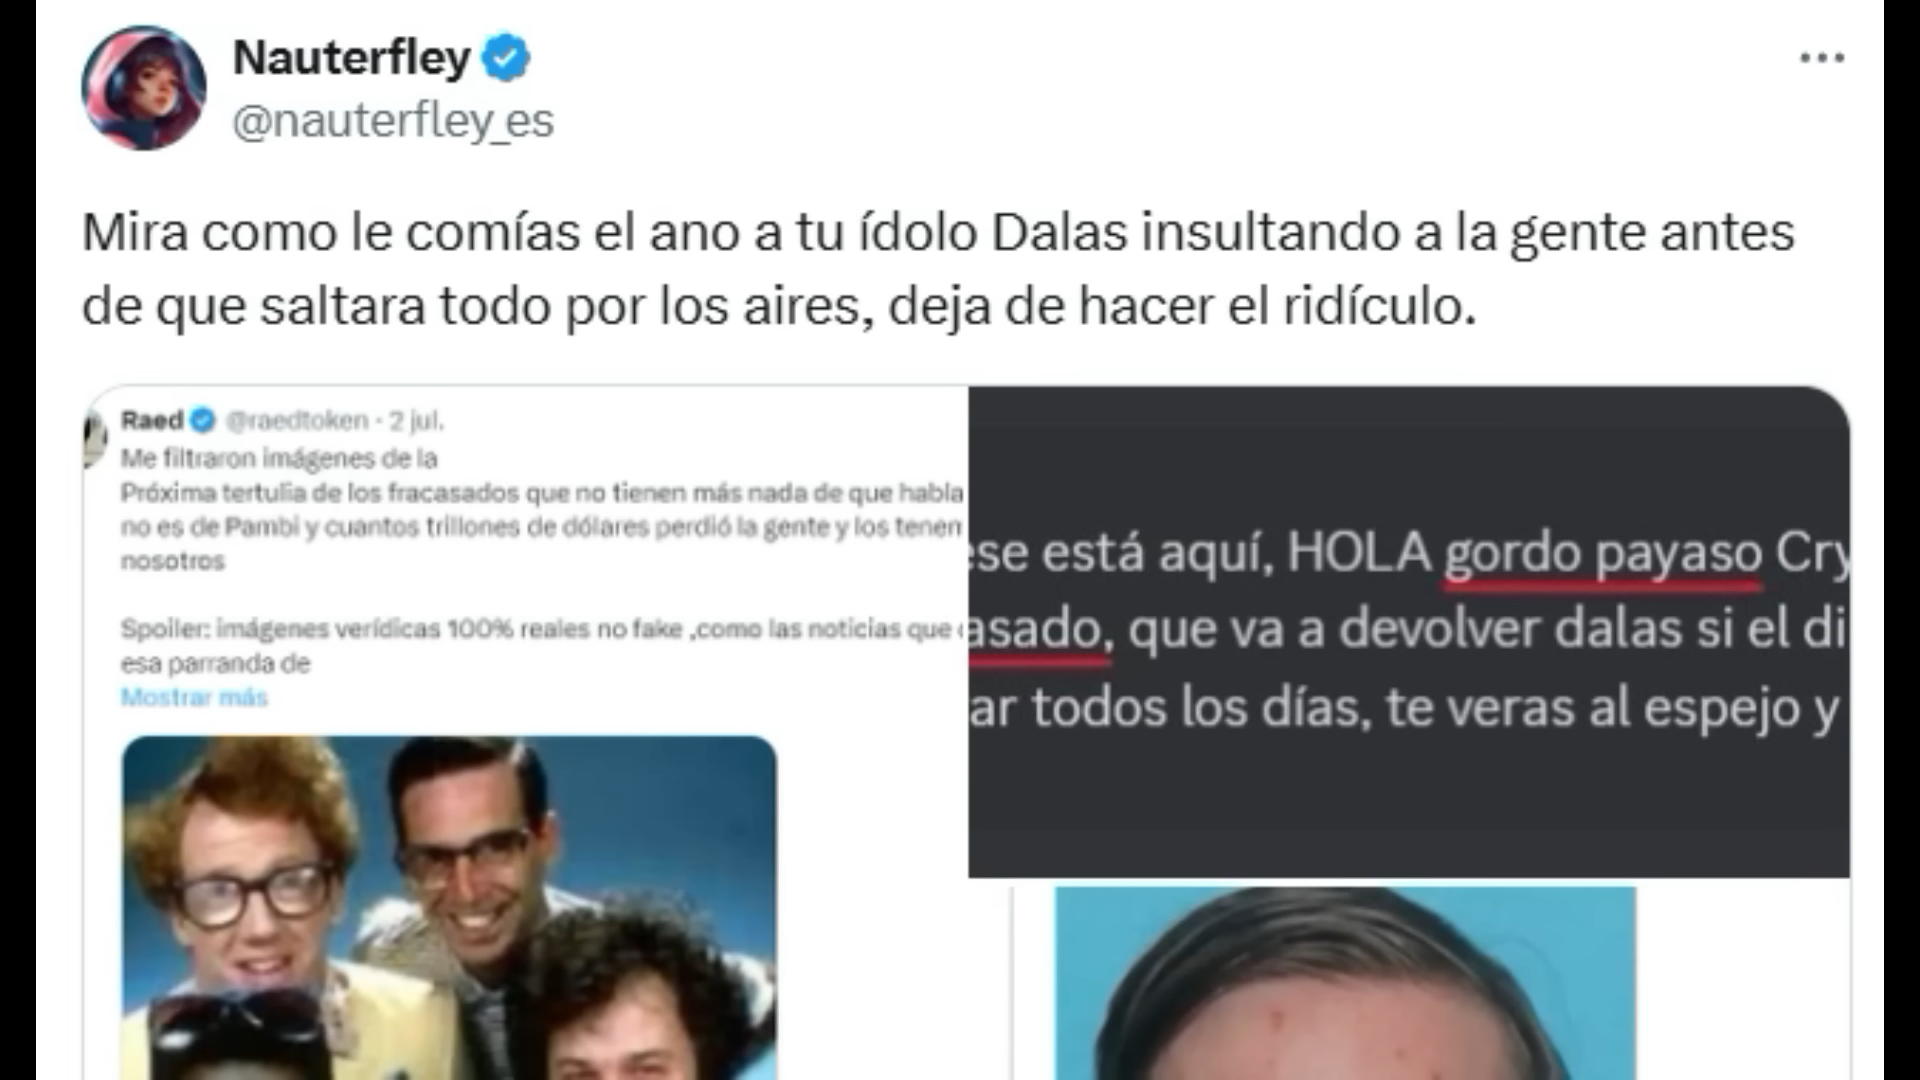 Nauterfley
@nauterfley_es
Mira como le comías el ano a tu ídolo Dalas insultando a la gente antes
de que saltara todo por los aires, deja de hacer el ridículo.
Raed @raedtoken · 2 jul.
Me filtraron imágenes de la
Próxima tertulia de los fracasados que no tienen más nada de que habla
no es de Pambi y cuantos trillones de dólares perdió la gente y los tenem
nosotros
Spoiler: imágenes verídicas 100% reales no fake ,como las noticias que
esa parranda de
Mostrar más
ese está aquí, HOLA gordo payaso Cry
asado, que va a devolver dalas si el di
ar todos los días, te veras al espejo y